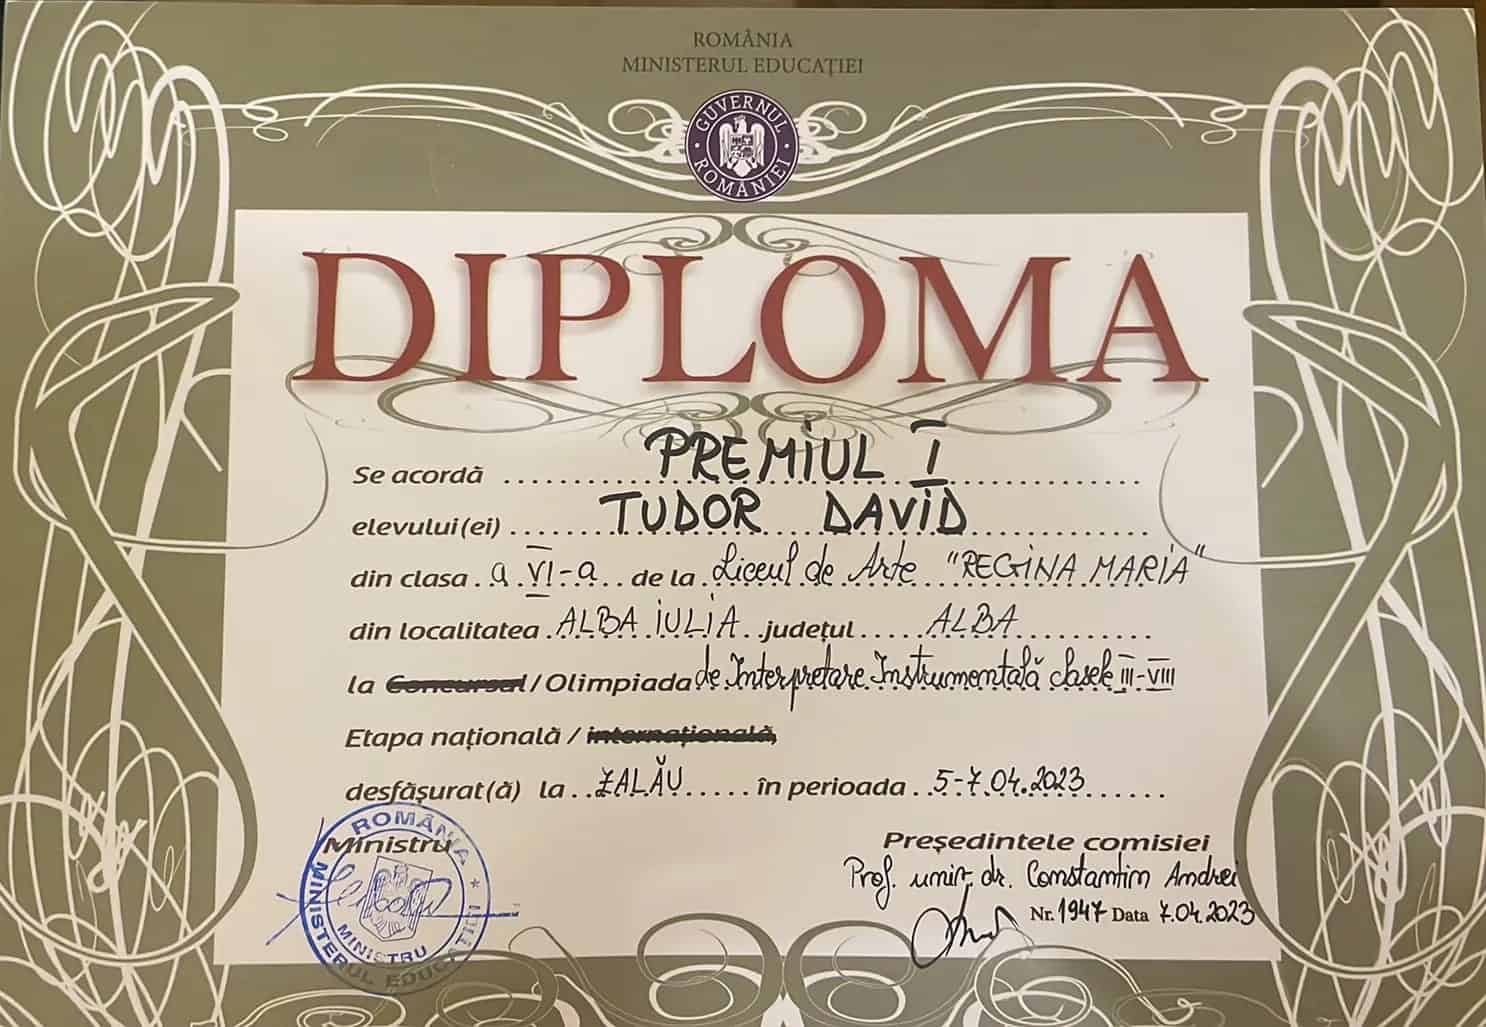 ROMÂNIA
MINISTERUL EDUCAȚIEI
GUVERNUL ROMÂNIEI
DIPLOMA
Se acordă PREMIUL I
elevului(ei) TUDOR DAVID
din clasa a VI-a de la Liceul de Arte "REGINA MARIA"
din localitatea ALBA IULIA județul ALBA
la Concursul/Olimpiada de Interpretare Instrumentală clasele III-VIII
Etapa națională / internațională,
desfășurat(ă) la ZALĂU în perioada 5-7.04.2023
Ministru
Președintele comisiei
Prof. univ. dr. Constantin Andrei
Nr. 1947 Data 7.04.2023
ROMÂNIA
MINISTERUL EDUCAȚIEI
MINISTRU